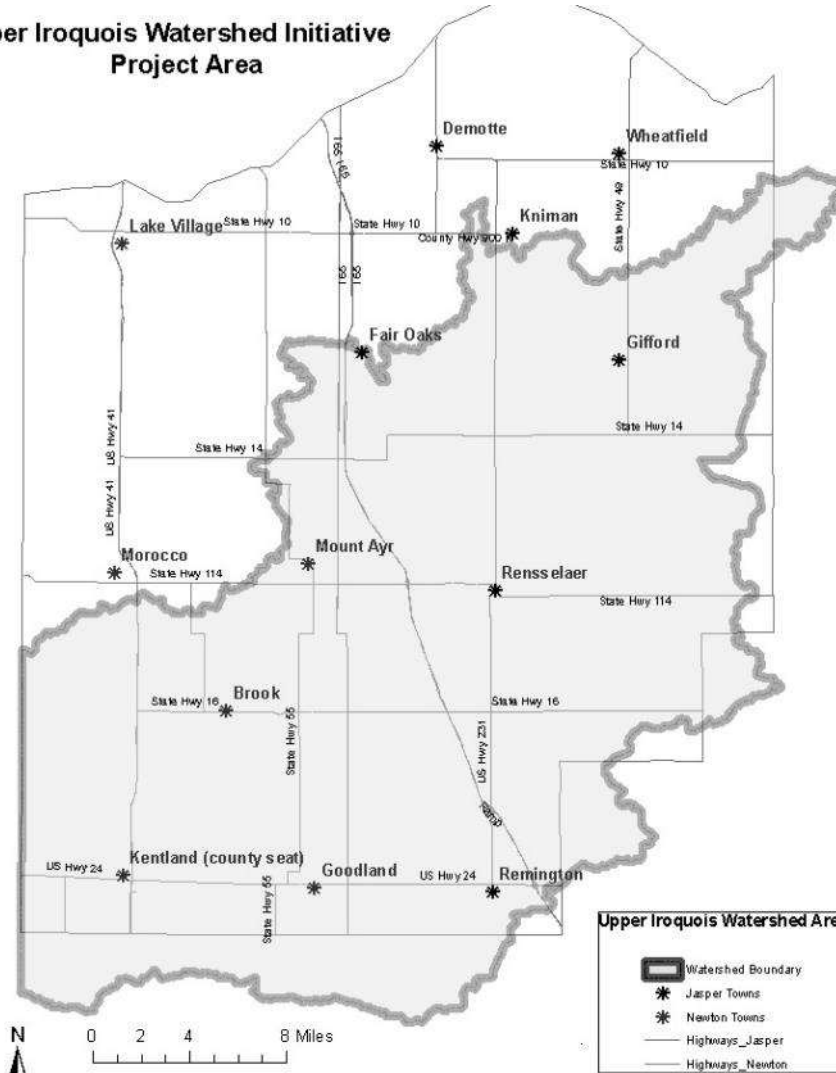 per Iroquois Watershed Initiative
Project Area
Demotte
Wheatfield
State Hwy 10
I 65 I 65
State Hwy 49
Lake Village
State Hwy 10
State Hwy 10
County Hwy 900
Kniman
I 65 I 65
Fair Oaks
Gifford
US Hwy 41
State Hwy 14
State Hwy 14
US Hwy 41
Morocco
State Hwy 114
Mount Ayr
Rensselaer
State Hwy 114
Brook
State Hwy 16
State Hwy 55
State Hwy 16
US Hwy 231
Ramp
Kentland (county seat)
US Hwy 24
Goodland
US Hwy 24
Remington
State Hwy 55
Upper Iroquois Watershed Are
Watershed Boundary
Jasper Towns
Newton Towns
Highways_Jasper
Highways_Newton
N
0 2 4 8 Miles